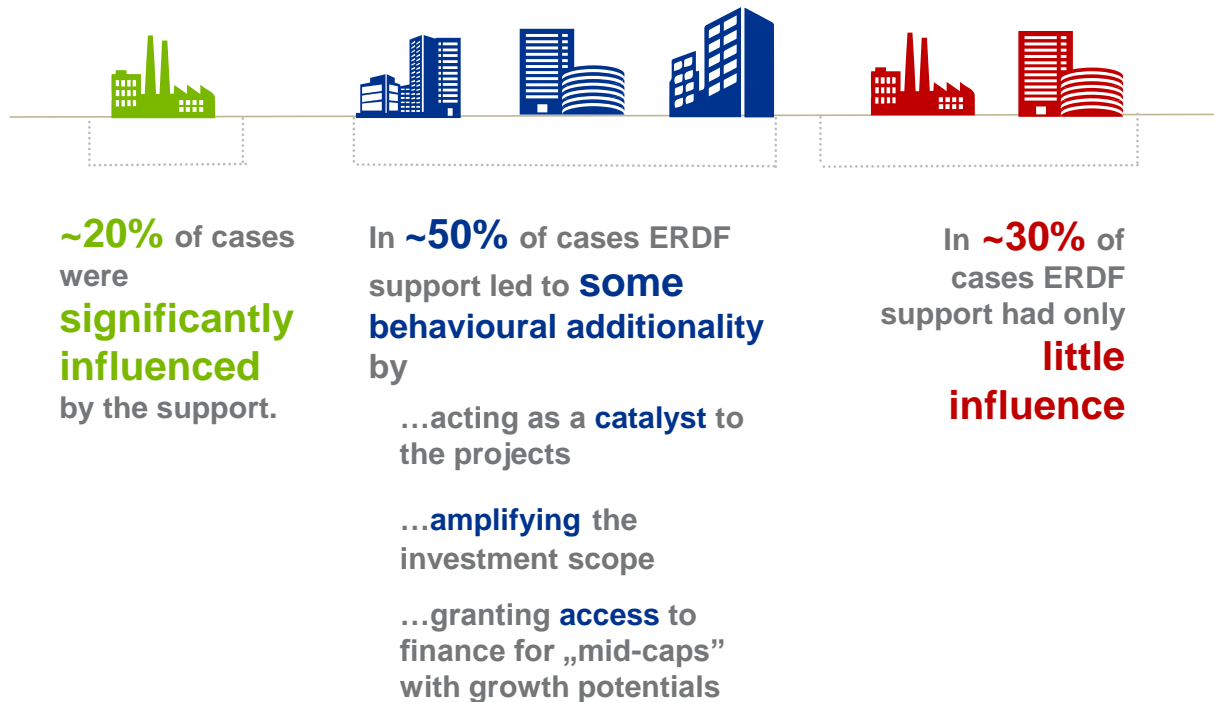 ~20% of cases
were
significantly
influenced
by the support.
In ~50% of cases ERDF
support led to some
behavioural additionality
by
…acting as a catalyst to
the projects
…amplifying the
investment scope
…granting access to
finance for „mid-caps”
with growth potentials
In ~30% of
cases ERDF
support had only
little
influence